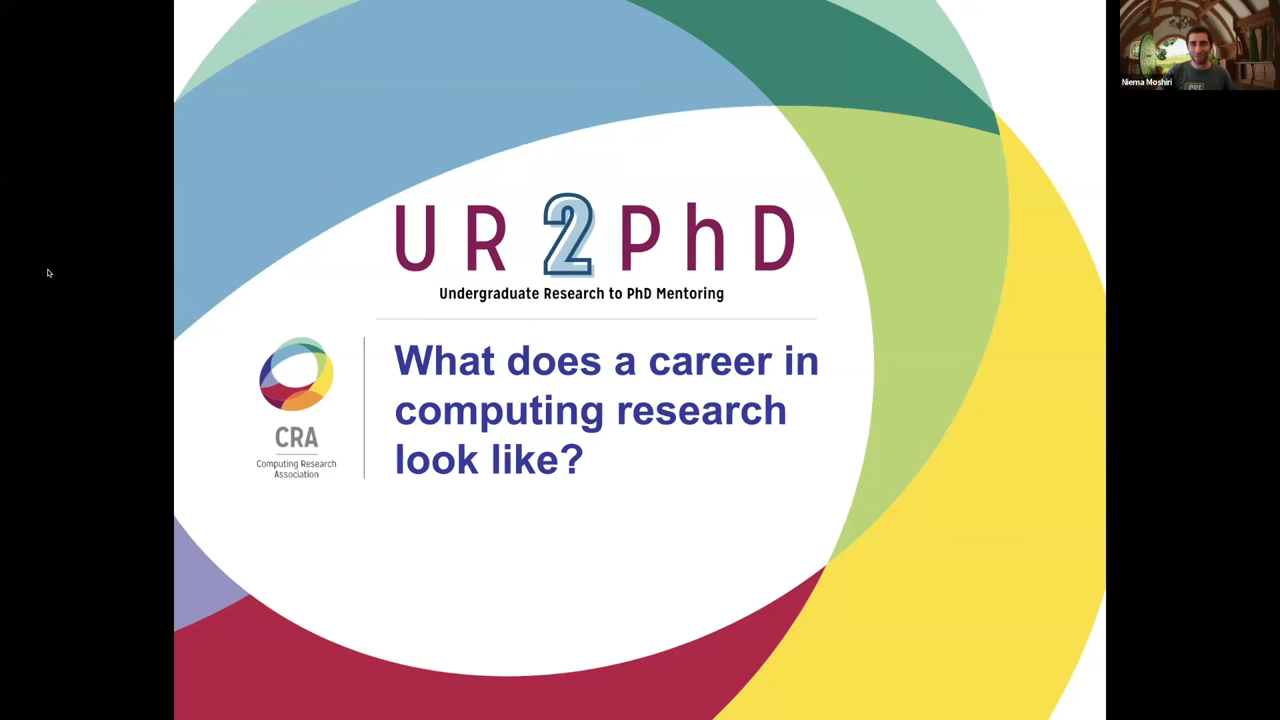 Niema Moshiri
UR2PhD
Undergraduate Research to PhD Mentoring
What does a career in
computing research
look like?
CRA
Computing Research
Association